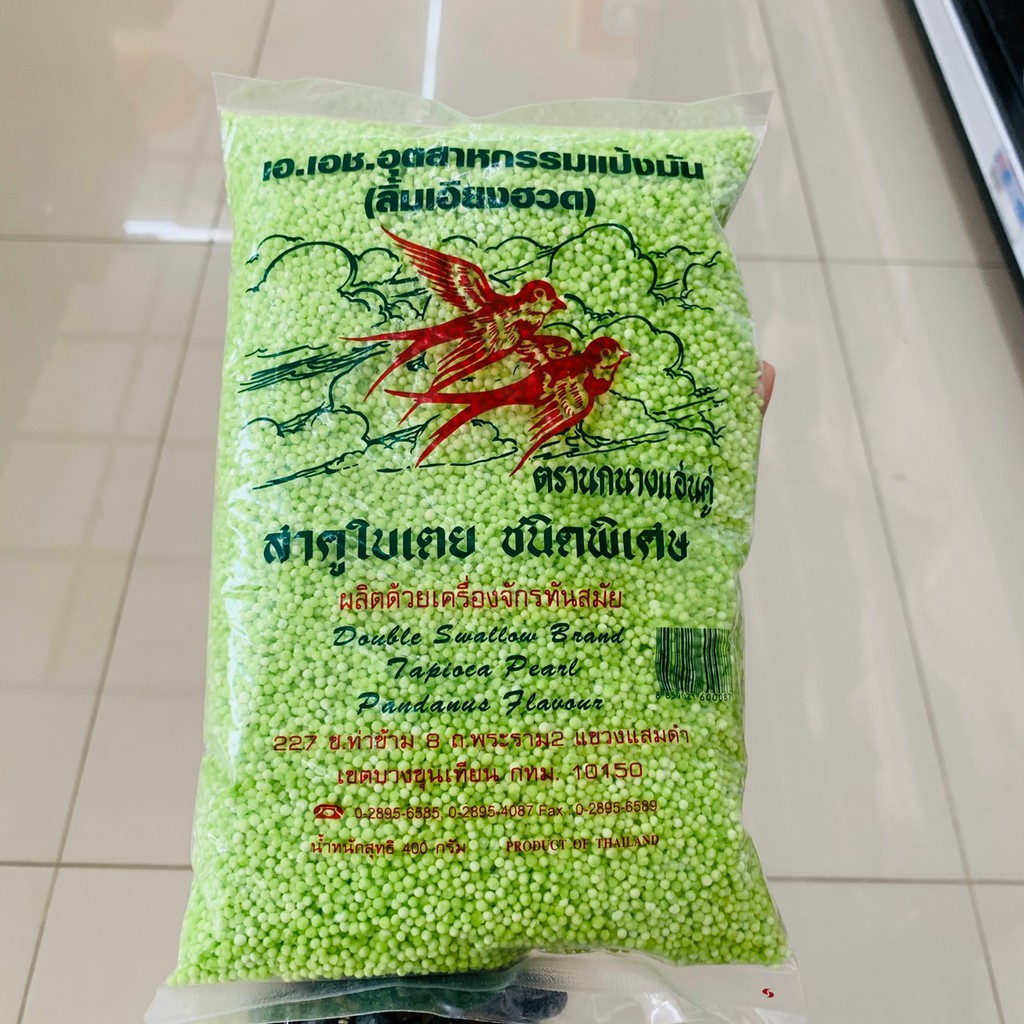 เอ.เอช.อุตสาหกรรมแป้งมัน
(ลิ้มเอียงฮวด)
ตรานกนางแอ่นคู่
สาคูใบเตย ชนิดพิเศษ
ผลิตด้วยเครื่องจักรทันสมัย
Double Swallow Brand
Tapioca Pearl
Pandanus Flavour
227 ซ.ท่าข้าม 8 ถ.พระราม2 แขวงแสมดำ
เขตบางขุนเทียน กทม. 10150
0-2895-6585, 0-2895-4087 Fax : 0-2895-6589
น้ำหนักสุทธิ 400 กรัม PRODUCT OF THAILAND